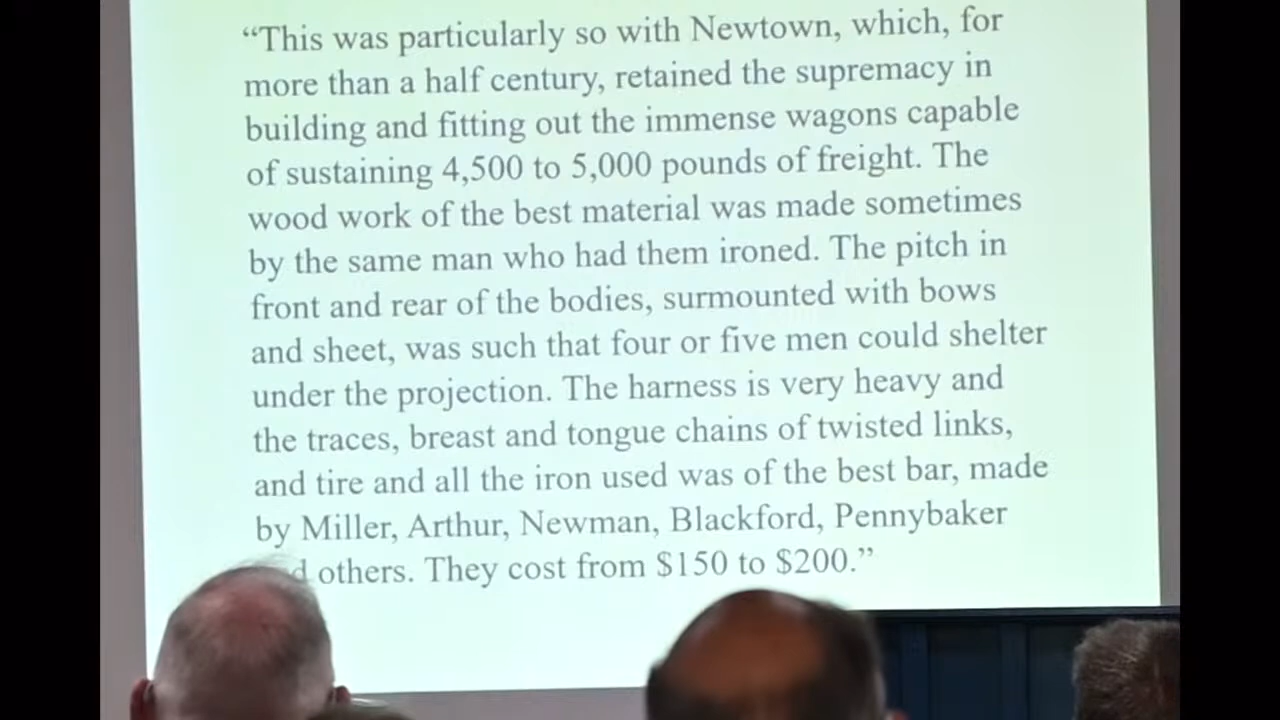 “This was particularly so with Newtown, which, for
more than a half century, retained the supremacy in
building and fitting out the immense wagons capable
of sustaining 4,500 to 5,000 pounds of freight. The
wood work of the best material was made sometimes
by the same man who had them ironed. The pitch in
front and rear of the bodies, surmounted with bows
and sheet, was such that four or five men could shelter
under the projection. The harness is very heavy and
the traces, breast and tongue chains of twisted links,
and tire and all the iron used was of the best bar, made
by Miller, Arthur, Newman, Blackford, Pennybaker
others. They cost from $150 to $200.”